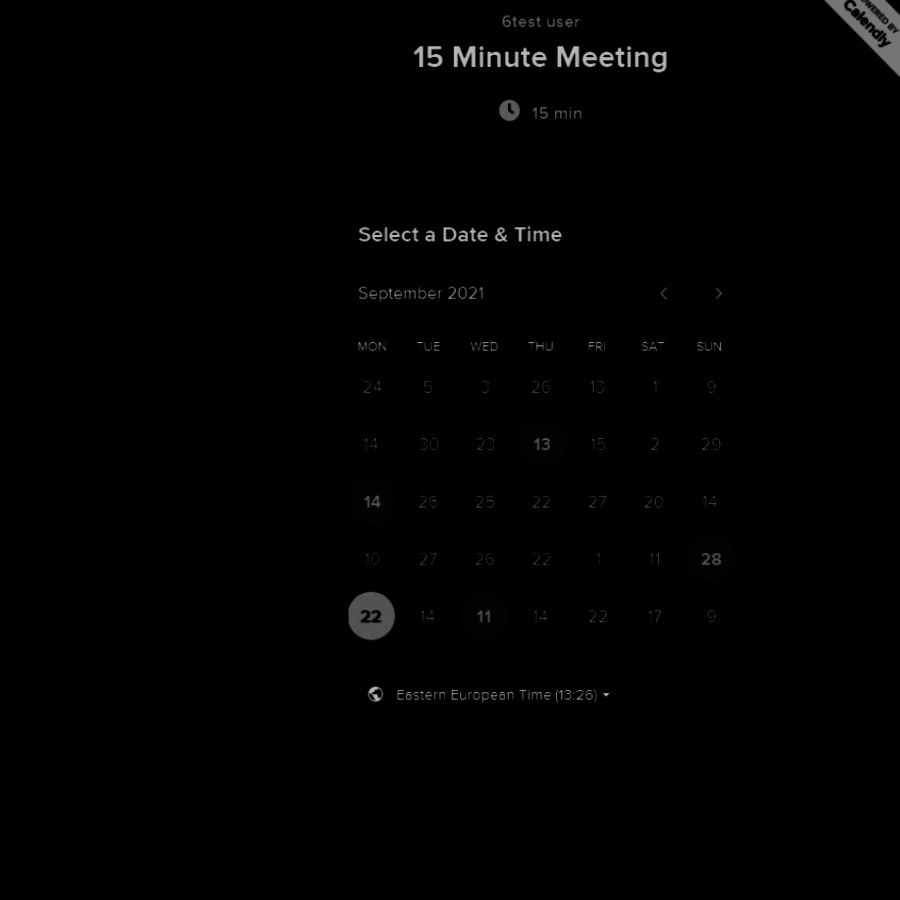 6test user
POWERED BY
Calendly
15 Minute Meeting
15 min
Select a Date & Time
September 2021
MON TUE WED THU FRI SAT SUN
24 5 3 26 13 1 9
14 30 23 13 15 2 29
14 26 25 22 27 20 14
10 27 26 22 1 11 28
22 14 11 14 22 17 9
Eastern European Time (13:26)